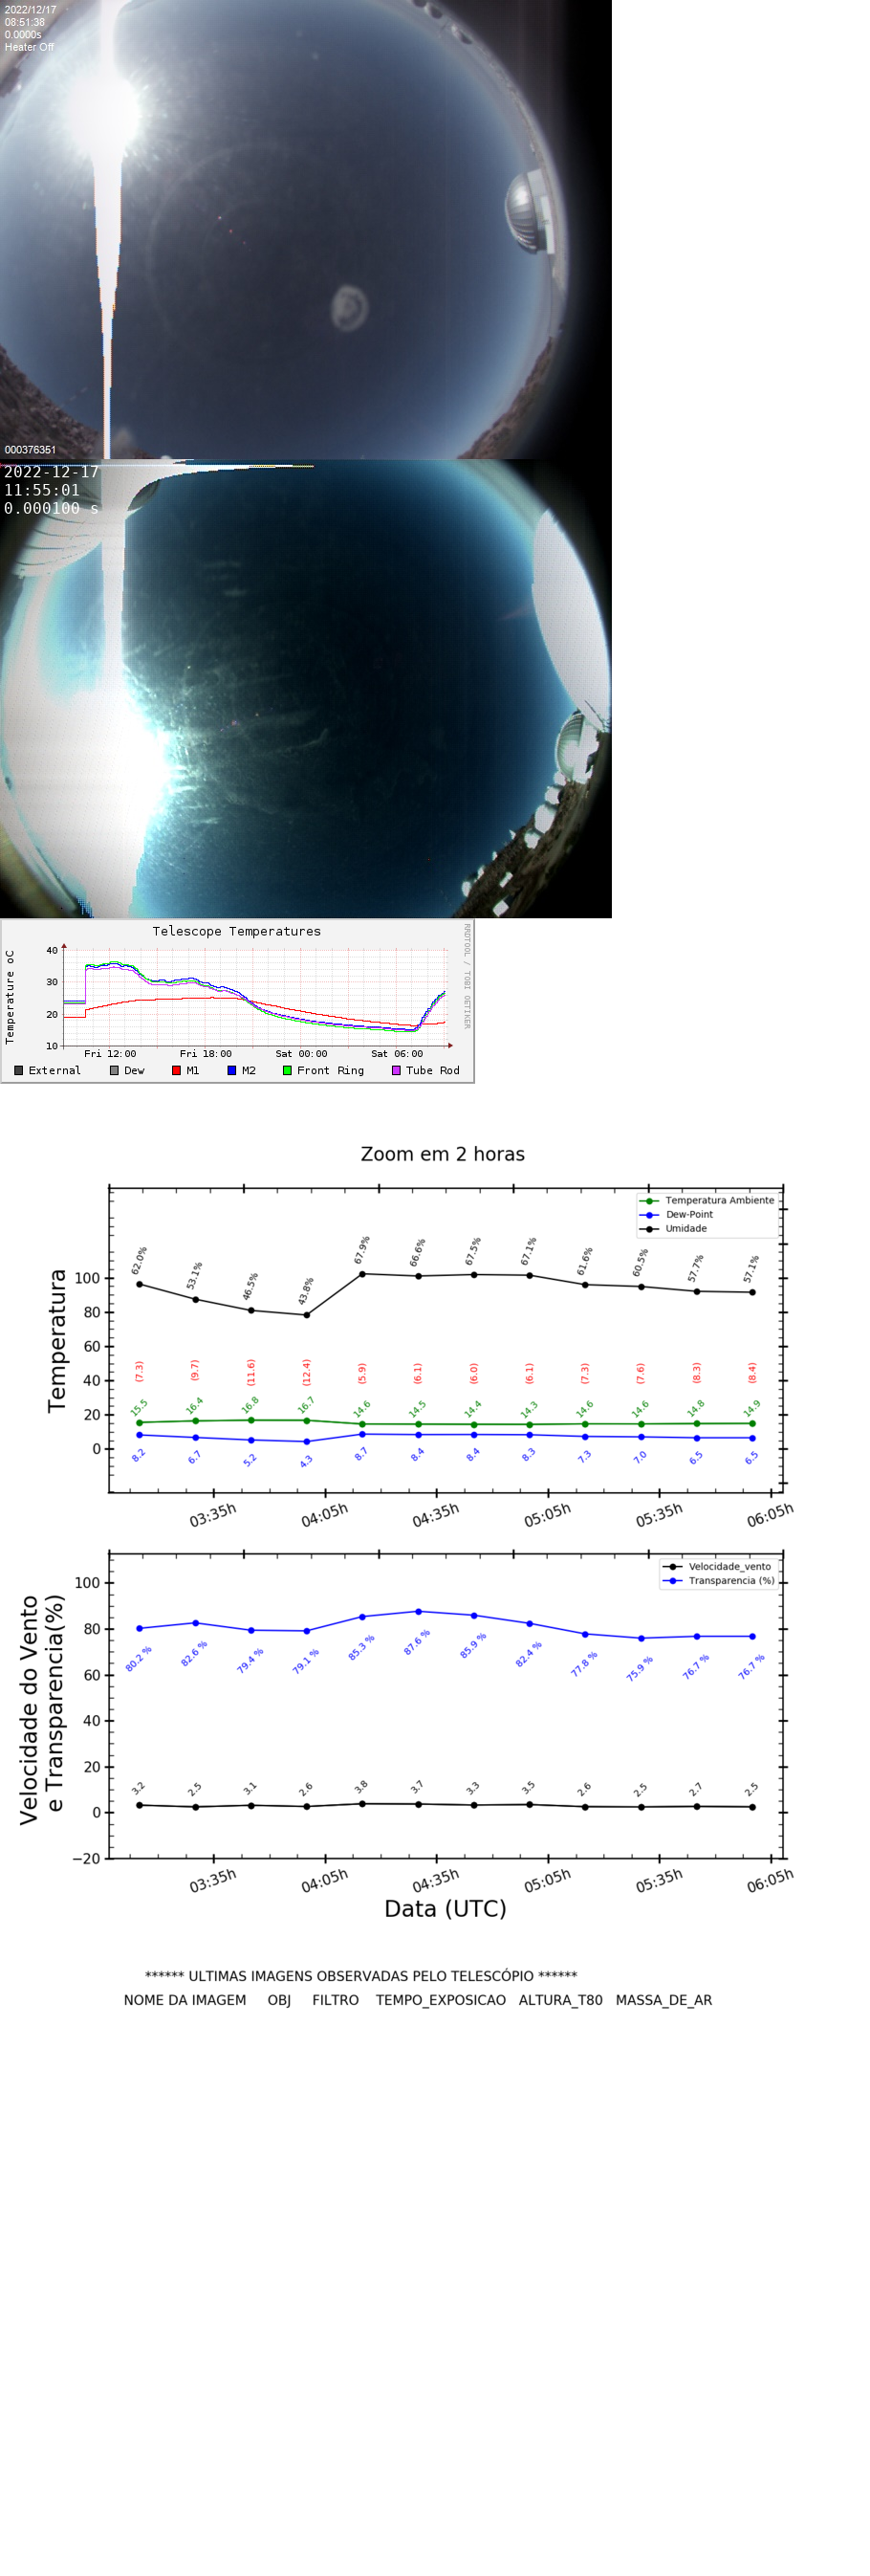 2022/12/17
08:51:38
0.0000s
Heater Off
000376351
2022-12-17
11:55:01
0.000100 s
Telescope Temperatures
RRDTOOL / TOBI OETIKER
Temperature oC
40
30
20
10
Fri 12:00 Fri 18:00 Sat 00:00 Sat 06:00
External Dew M1 M2 Front Ring Tube Rod
Zoom em 2 horas
Temperatura Ambiente
Dew-Point
Umidade
Temperatura
100
80
60
40
20
0
62.0% 53.1% 46.5% 43.8% 67.9% 66.6% 67.5% 67.1% 61.6% 60.5% 57.7% 57.1%
(7.3) (9.7) (11.6) (12.4) (5.9) (6.1) (6.0) (6.1) (7.3) (7.6) (8.3) (8.4)
15.5 16.4 16.8 16.7 14.6 14.5 14.4 14.3 14.6 14.6 14.8 14.9
8.2 6.7 5.2 4.3 8.7 8.4 8.4 8.3 7.3 7.0 6.5 6.5
03:35h 04:05h 04:35h 05:05h 05:35h 06:05h
Velocidade_vento
Transparencia (%)
Velocidade do Vento
e Transparencia(%)
100
80
60
40
20
0
−20
80.2 % 82.6 % 79.4 % 79.1 % 85.3 % 87.6 % 85.9 % 82.4 % 77.8 % 75.9 % 76.7 % 76.7 %
3.2 2.5 3.1 2.6 3.8 3.7 3.3 3.5 2.6 2.5 2.7 2.5
03:35h 04:05h 04:35h 05:05h 05:35h 06:05h
Data (UTC)
****** ULTIMAS IMAGENS OBSERVADAS PELO TELESCÓPIO ******
NOME DA IMAGEM OBJ FILTRO TEMPO_EXPOSICAO ALTURA_T80 MASSA_DE_AR